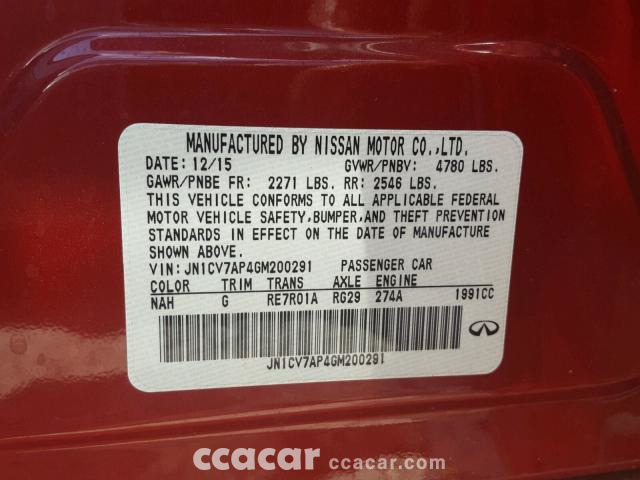 MANUFACTURED BY NISSAN MOTOR CO.,LTD.
DATE: 12/15 GVWR/PNBV: 4780 LBS.
GAWR/PNBE FR: 2271 LBS. RR: 2546 LBS.
THIS VEHICLE CONFORMS TO ALL APPLICABLE FEDERAL
MOTOR VEHICLE SAFETY,BUMPER,AND THEFT PREVENTION
STANDARDS IN EFFECT ON THE DATE OF MANUFACTURE
SHOWN ABOVE.
VIN:JN1CV7AP4GM200291 PASSENGER CAR
COLOR TRIM TRANS AXLE ENGINE
NAH G RE7R01A RG29 274A 1991CC
JN1CV7AP4GM200291
ccacar ccacar.com